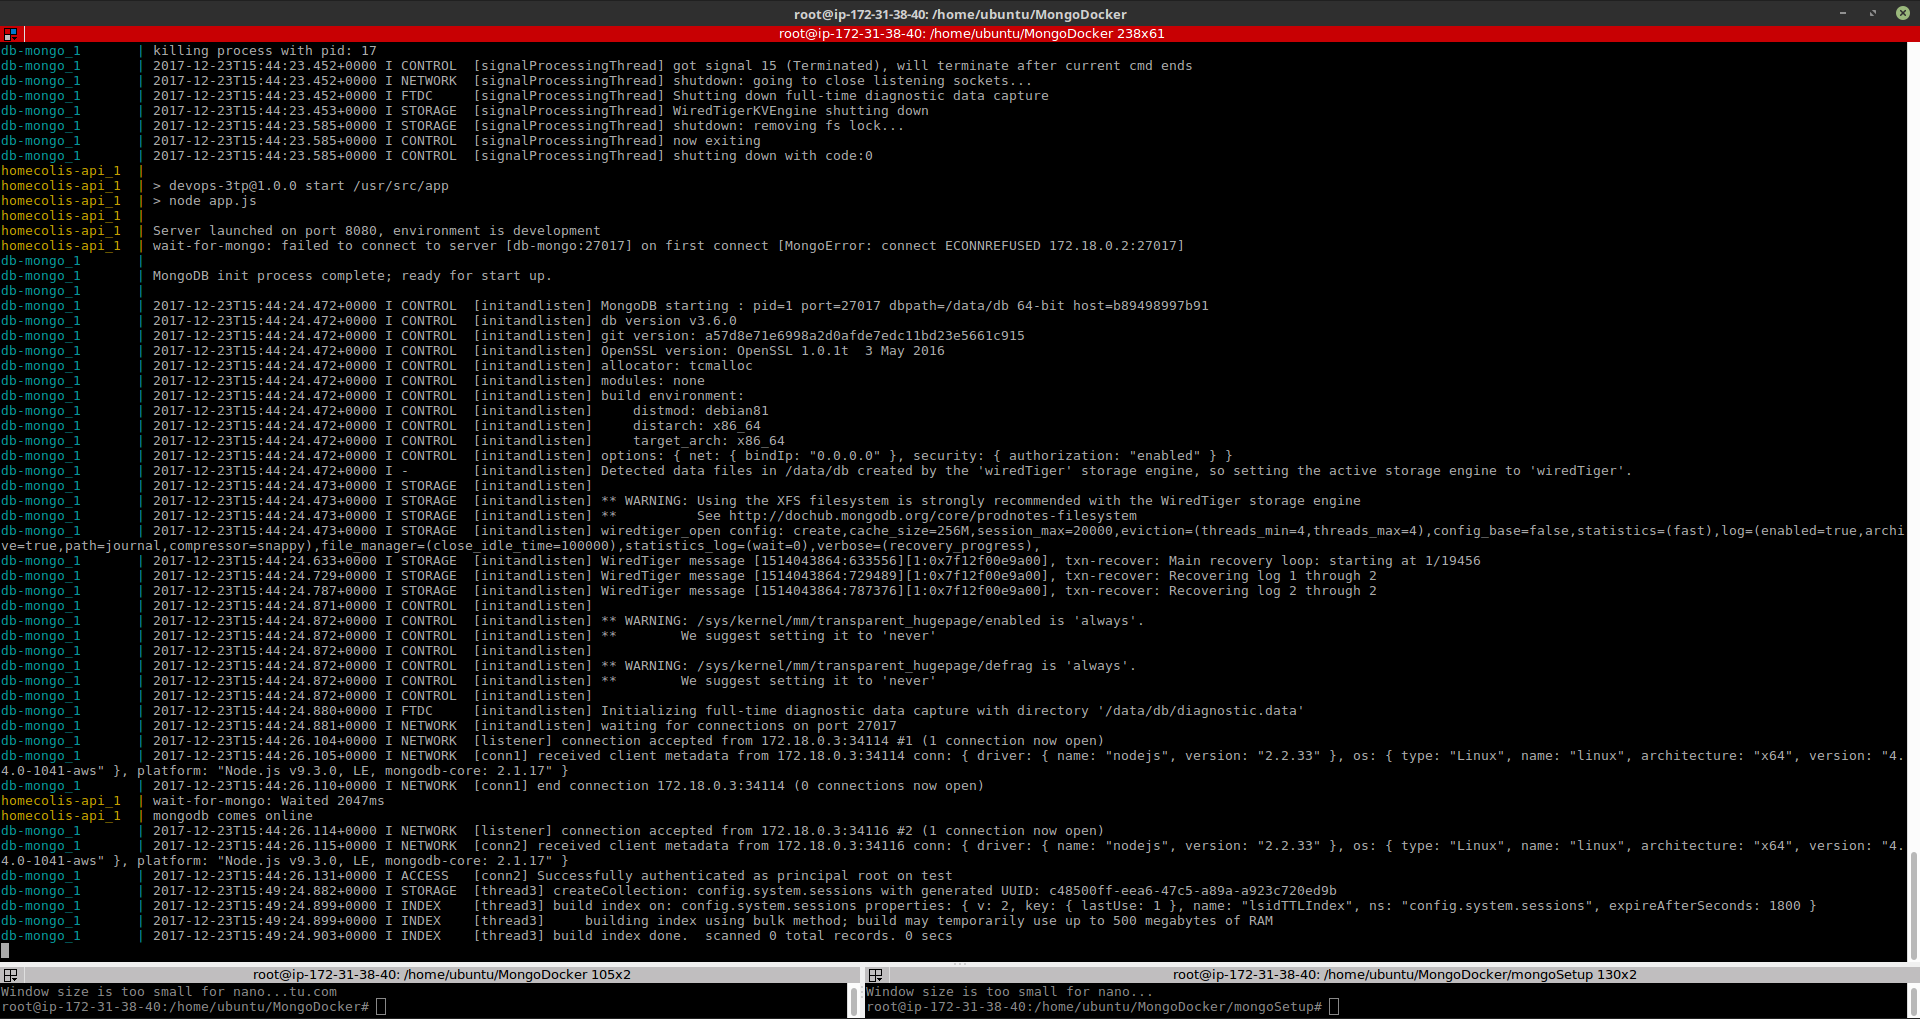 root@ip-172-31-38-40: /home/ubuntu/MongoDocker
root@ip-172-31-38-40: /home/ubuntu/MongoDocker 238x61
db-mongo_1 | killing process with pid: 17
db-mongo_1 | 2017-12-23T15:44:23.452+0000 I CONTROL [signalProcessingThread] got signal 15 (Terminated), will terminate after current cmd ends
db-mongo_1 | 2017-12-23T15:44:23.452+0000 I NETWORK [signalProcessingThread] shutdown: going to close listening sockets...
db-mongo_1 | 2017-12-23T15:44:23.452+0000 I FTDC [signalProcessingThread] Shutting down full-time diagnostic data capture
db-mongo_1 | 2017-12-23T15:44:23.453+0000 I STORAGE [signalProcessingThread] WiredTigerKVEngine shutting down
db-mongo_1 | 2017-12-23T15:44:23.585+0000 I STORAGE [signalProcessingThread] shutdown: removing fs lock...
db-mongo_1 | 2017-12-23T15:44:23.585+0000 I CONTROL [signalProcessingThread] now exiting
db-mongo_1 | 2017-12-23T15:44:23.585+0000 I CONTROL [signalProcessingThread] shutting down with code:0
homecolis-api_1 |
homecolis-api_1 | > devops-3tp@1.0.0 start /usr/src/app
homecolis-api_1 | > node app.js
homecolis-api_1 |
homecolis-api_1 | Server launched on port 8080, environment is development
homecolis-api_1 | wait-for-mongo: failed to connect to server [db-mongo:27017] on first connect [MongoError: connect ECONNREFUSED 172.18.0.2:27017]
db-mongo_1 |
db-mongo_1 | MongoDB init process complete; ready for start up.
db-mongo_1 |
db-mongo_1 | 2017-12-23T15:44:24.472+0000 I CONTROL [initandlisten] MongoDB starting : pid=1 port=27017 dbpath=/data/db 64-bit host=b89498997b91
db-mongo_1 | 2017-12-23T15:44:24.472+0000 I CONTROL [initandlisten] db version v3.6.0
db-mongo_1 | 2017-12-23T15:44:24.472+0000 I CONTROL [initandlisten] git version: a57d8e71e6998a2d0afde7edc11bd23e5661c915
db-mongo_1 | 2017-12-23T15:44:24.472+0000 I CONTROL [initandlisten] OpenSSL version: OpenSSL 1.0.1t 3 May 2016
db-mongo_1 | 2017-12-23T15:44:24.472+0000 I CONTROL [initandlisten] allocator: tcmalloc
db-mongo_1 | 2017-12-23T15:44:24.472+0000 I CONTROL [initandlisten] modules: none
db-mongo_1 | 2017-12-23T15:44:24.472+0000 I CONTROL [initandlisten] build environment:
db-mongo_1 | 2017-12-23T15:44:24.472+0000 I CONTROL [initandlisten] distmod: debian81
db-mongo_1 | 2017-12-23T15:44:24.472+0000 I CONTROL [initandlisten] distarch: x86_64
db-mongo_1 | 2017-12-23T15:44:24.472+0000 I CONTROL [initandlisten] target_arch: x86_64
db-mongo_1 | 2017-12-23T15:44:24.472+0000 I CONTROL [initandlisten] options: { net: { bindIp: "0.0.0.0" }, security: { authorization: "enabled" } }
db-mongo_1 | 2017-12-23T15:44:24.472+0000 I - [initandlisten] Detected data files in /data/db created by the 'wiredTiger' storage engine, so setting the active storage engine to 'wiredTiger'.
db-mongo_1 | 2017-12-23T15:44:24.473+0000 I STORAGE [initandlisten]
db-mongo_1 | 2017-12-23T15:44:24.473+0000 I STORAGE [initandlisten] ** WARNING: Using the XFS filesystem is strongly recommended with the WiredTiger storage engine
db-mongo_1 | 2017-12-23T15:44:24.473+0000 I STORAGE [initandlisten] ** See http://dochub.mongodb.org/core/prodnotes-filesystem
db-mongo_1 | 2017-12-23T15:44:24.473+0000 I STORAGE [initandlisten] wiredtiger_open config: create,cache_size=256M,session_max=20000,eviction=(threads_min=4,threads_max=4),config_base=false,statistics=(fast),log=(enabled=true,archi
ve=true,path=journal,compressor=snappy),file_manager=(close_idle_time=100000),statistics_log=(wait=0),verbose=(recovery_progress),
db-mongo_1 | 2017-12-23T15:44:24.633+0000 I STORAGE [initandlisten] WiredTiger message [1514043864:633556][1:0x7f12f00e9a00], txn-recover: Main recovery loop: starting at 1/19456
db-mongo_1 | 2017-12-23T15:44:24.729+0000 I STORAGE [initandlisten] WiredTiger message [1514043864:729489][1:0x7f12f00e9a00], txn-recover: Recovering log 1 through 2
db-mongo_1 | 2017-12-23T15:44:24.787+0000 I STORAGE [initandlisten] WiredTiger message [1514043864:787376][1:0x7f12f00e9a00], txn-recover: Recovering log 2 through 2
db-mongo_1 | 2017-12-23T15:44:24.871+0000 I CONTROL [initandlisten]
db-mongo_1 | 2017-12-23T15:44:24.872+0000 I CONTROL [initandlisten] ** WARNING: /sys/kernel/mm/transparent_hugepage/enabled is 'always'.
db-mongo_1 | 2017-12-23T15:44:24.872+0000 I CONTROL [initandlisten] ** We suggest setting it to 'never'
db-mongo_1 | 2017-12-23T15:44:24.872+0000 I CONTROL [initandlisten]
db-mongo_1 | 2017-12-23T15:44:24.872+0000 I CONTROL [initandlisten] ** WARNING: /sys/kernel/mm/transparent_hugepage/defrag is 'always'.
db-mongo_1 | 2017-12-23T15:44:24.872+0000 I CONTROL [initandlisten] ** We suggest setting it to 'never'
db-mongo_1 | 2017-12-23T15:44:24.872+0000 I CONTROL [initandlisten]
db-mongo_1 | 2017-12-23T15:44:24.880+0000 I FTDC [initandlisten] Initializing full-time diagnostic data capture with directory '/data/db/diagnostic.data'
db-mongo_1 | 2017-12-23T15:44:24.881+0000 I NETWORK [initandlisten] waiting for connections on port 27017
db-mongo_1 | 2017-12-23T15:44:26.104+0000 I NETWORK [listener] connection accepted from 172.18.0.3:34114 #1 (1 connection now open)
db-mongo_1 | 2017-12-23T15:44:26.105+0000 I NETWORK [conn1] received client metadata from 172.18.0.3:34114 conn: { driver: { name: "nodejs", version: "2.2.33" }, os: { type: "Linux", name: "linux", architecture: "x64", version: "4.
4.0-1041-aws" }, platform: "Node.js v9.3.0, LE, mongodb-core: 2.1.17" }
db-mongo_1 | 2017-12-23T15:44:26.110+0000 I NETWORK [conn1] end connection 172.18.0.3:34114 (0 connections now open)
homecolis-api_1 | wait-for-mongo: Waited 2047ms
homecolis-api_1 | mongodb comes online
db-mongo_1 | 2017-12-23T15:44:26.114+0000 I NETWORK [listener] connection accepted from 172.18.0.3:34116 #2 (1 connection now open)
db-mongo_1 | 2017-12-23T15:44:26.115+0000 I NETWORK [conn2] received client metadata from 172.18.0.3:34116 conn: { driver: { name: "nodejs", version: "2.2.33" }, os: { type: "Linux", name: "linux", architecture: "x64", version: "4.
4.0-1041-aws" }, platform: "Node.js v9.3.0, LE, mongodb-core: 2.1.17" }
db-mongo_1 | 2017-12-23T15:44:26.131+0000 I ACCESS [conn2] Successfully authenticated as principal root on test
db-mongo_1 | 2017-12-23T15:49:24.882+0000 I STORAGE [thread3] createCollection: config.system.sessions with generated UUID: c48500ff-eea6-47c5-a89a-a923c720ed9b
db-mongo_1 | 2017-12-23T15:49:24.899+0000 I INDEX [thread3] build index on: config.system.sessions properties: { v: 2, key: { lastUse: 1 }, name: "lsidTTLIndex", ns: "config.system.sessions", expireAfterSeconds: 1800 }
db-mongo_1 | 2017-12-23T15:49:24.899+0000 I INDEX [thread3] building index using bulk method; build may temporarily use up to 500 megabytes of RAM
db-mongo_1 | 2017-12-23T15:49:24.903+0000 I INDEX [thread3] build index done. scanned 0 total records. 0 secs
root@ip-172-31-38-40: /home/ubuntu/MongoDocker 105x2
Window size is too small for nano...tu.com
root@ip-172-31-38-40:/home/ubuntu/MongoDocker#
root@ip-172-31-38-40: /home/ubuntu/MongoDocker/mongoSetup 130x2
Window size is too small for nano...
root@ip-172-31-38-40:/home/ubuntu/MongoDocker/mongoSetup#